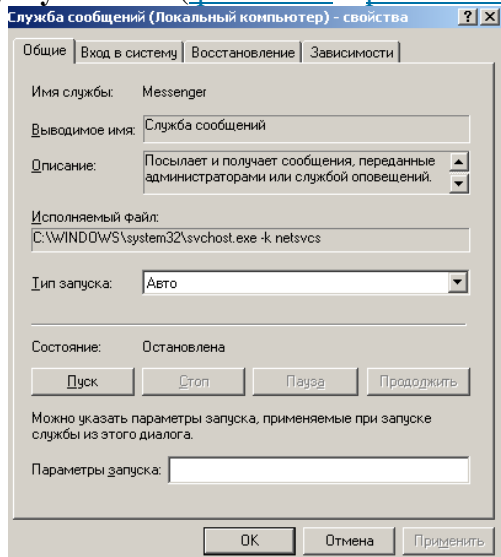 Служба сообщений (Локальный компьютер) - свойства
Общие Вход в систему Восстановление Зависимости
Имя службы: Messenger
Выводимое имя: Служба сообщений
Описание: Посылает и получает сообщения, переданные
администраторами или службой оповещений.
Исполняемый файл:
C:\WINDOWS\system32\svchost.exe -k netsvcs
Тип запуска: Авто
Состояние: Остановлена
Пуск Стоп Пауза Продолжить
Можно указать параметры запуска, применяемые при запуске
службы из этого диалога.
Параметры запуска:
OK Отмена Применить